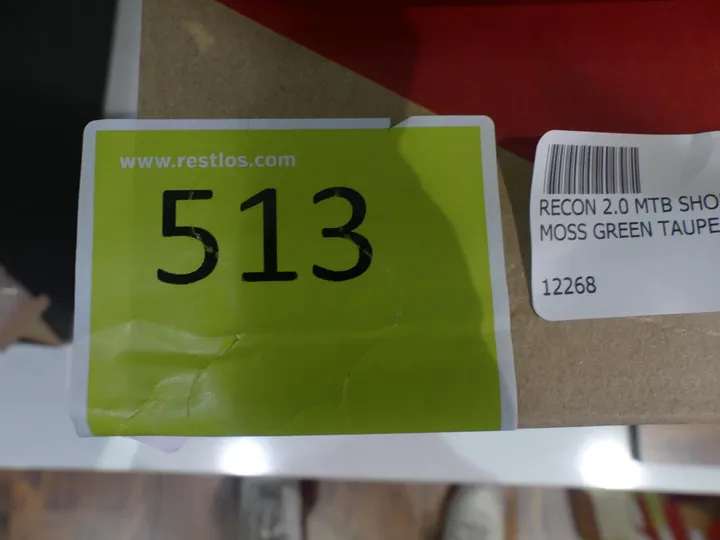 www.restlos.com
513
RECON 2.0 MTB SHO
MOSS GREEN TAUPE
12268